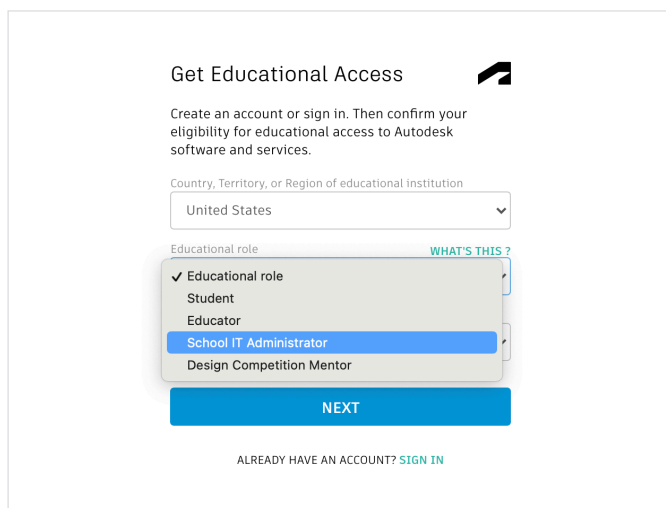 Get Educational Access
Create an account or sign in. Then confirm your
eligibility for educational access to Autodesk
software and services.
Country, Territory, or Region of educational institution
United States
Educational role
WHAT'S THIS ?
✓ Educational role
Student
Educator
School IT Administrator
Design Competition Mentor
NEXT
ALREADY HAVE AN ACCOUNT? SIGN IN